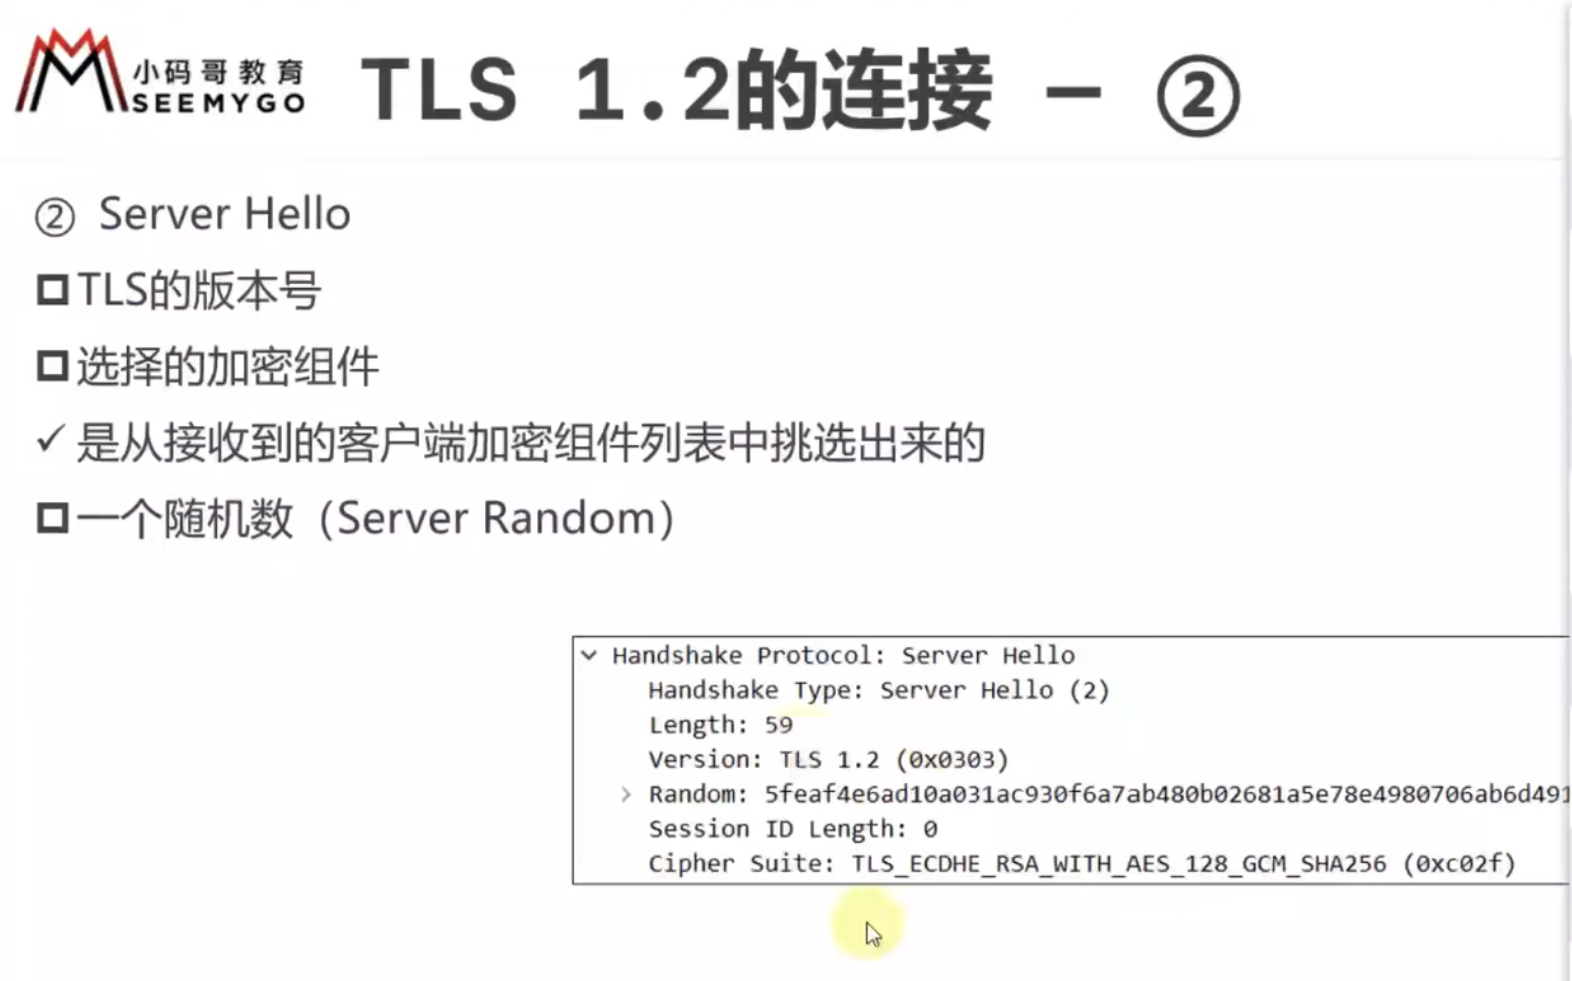 小码哥教育
SEEMYGO
TLS 1.2的连接 — ②
② Server Hello
TLS的版本号
选择的加密组件
✓ 是从接收到的客户端加密组件列表中挑选出来的
一个随机数（Server Random）
Handshake Protocol: Server Hello
Handshake Type: Server Hello (2)
Length: 59
Version: TLS 1.2 (0x0303)
Random: 5feaf4e6ad10a031ac930f6a7ab480b02681a5e78e4980706ab6d491
Session ID Length: 0
Cipher Suite: TLS_ECDHE_RSA_WITH_AES_128_GCM_SHA256 (0xc02f)